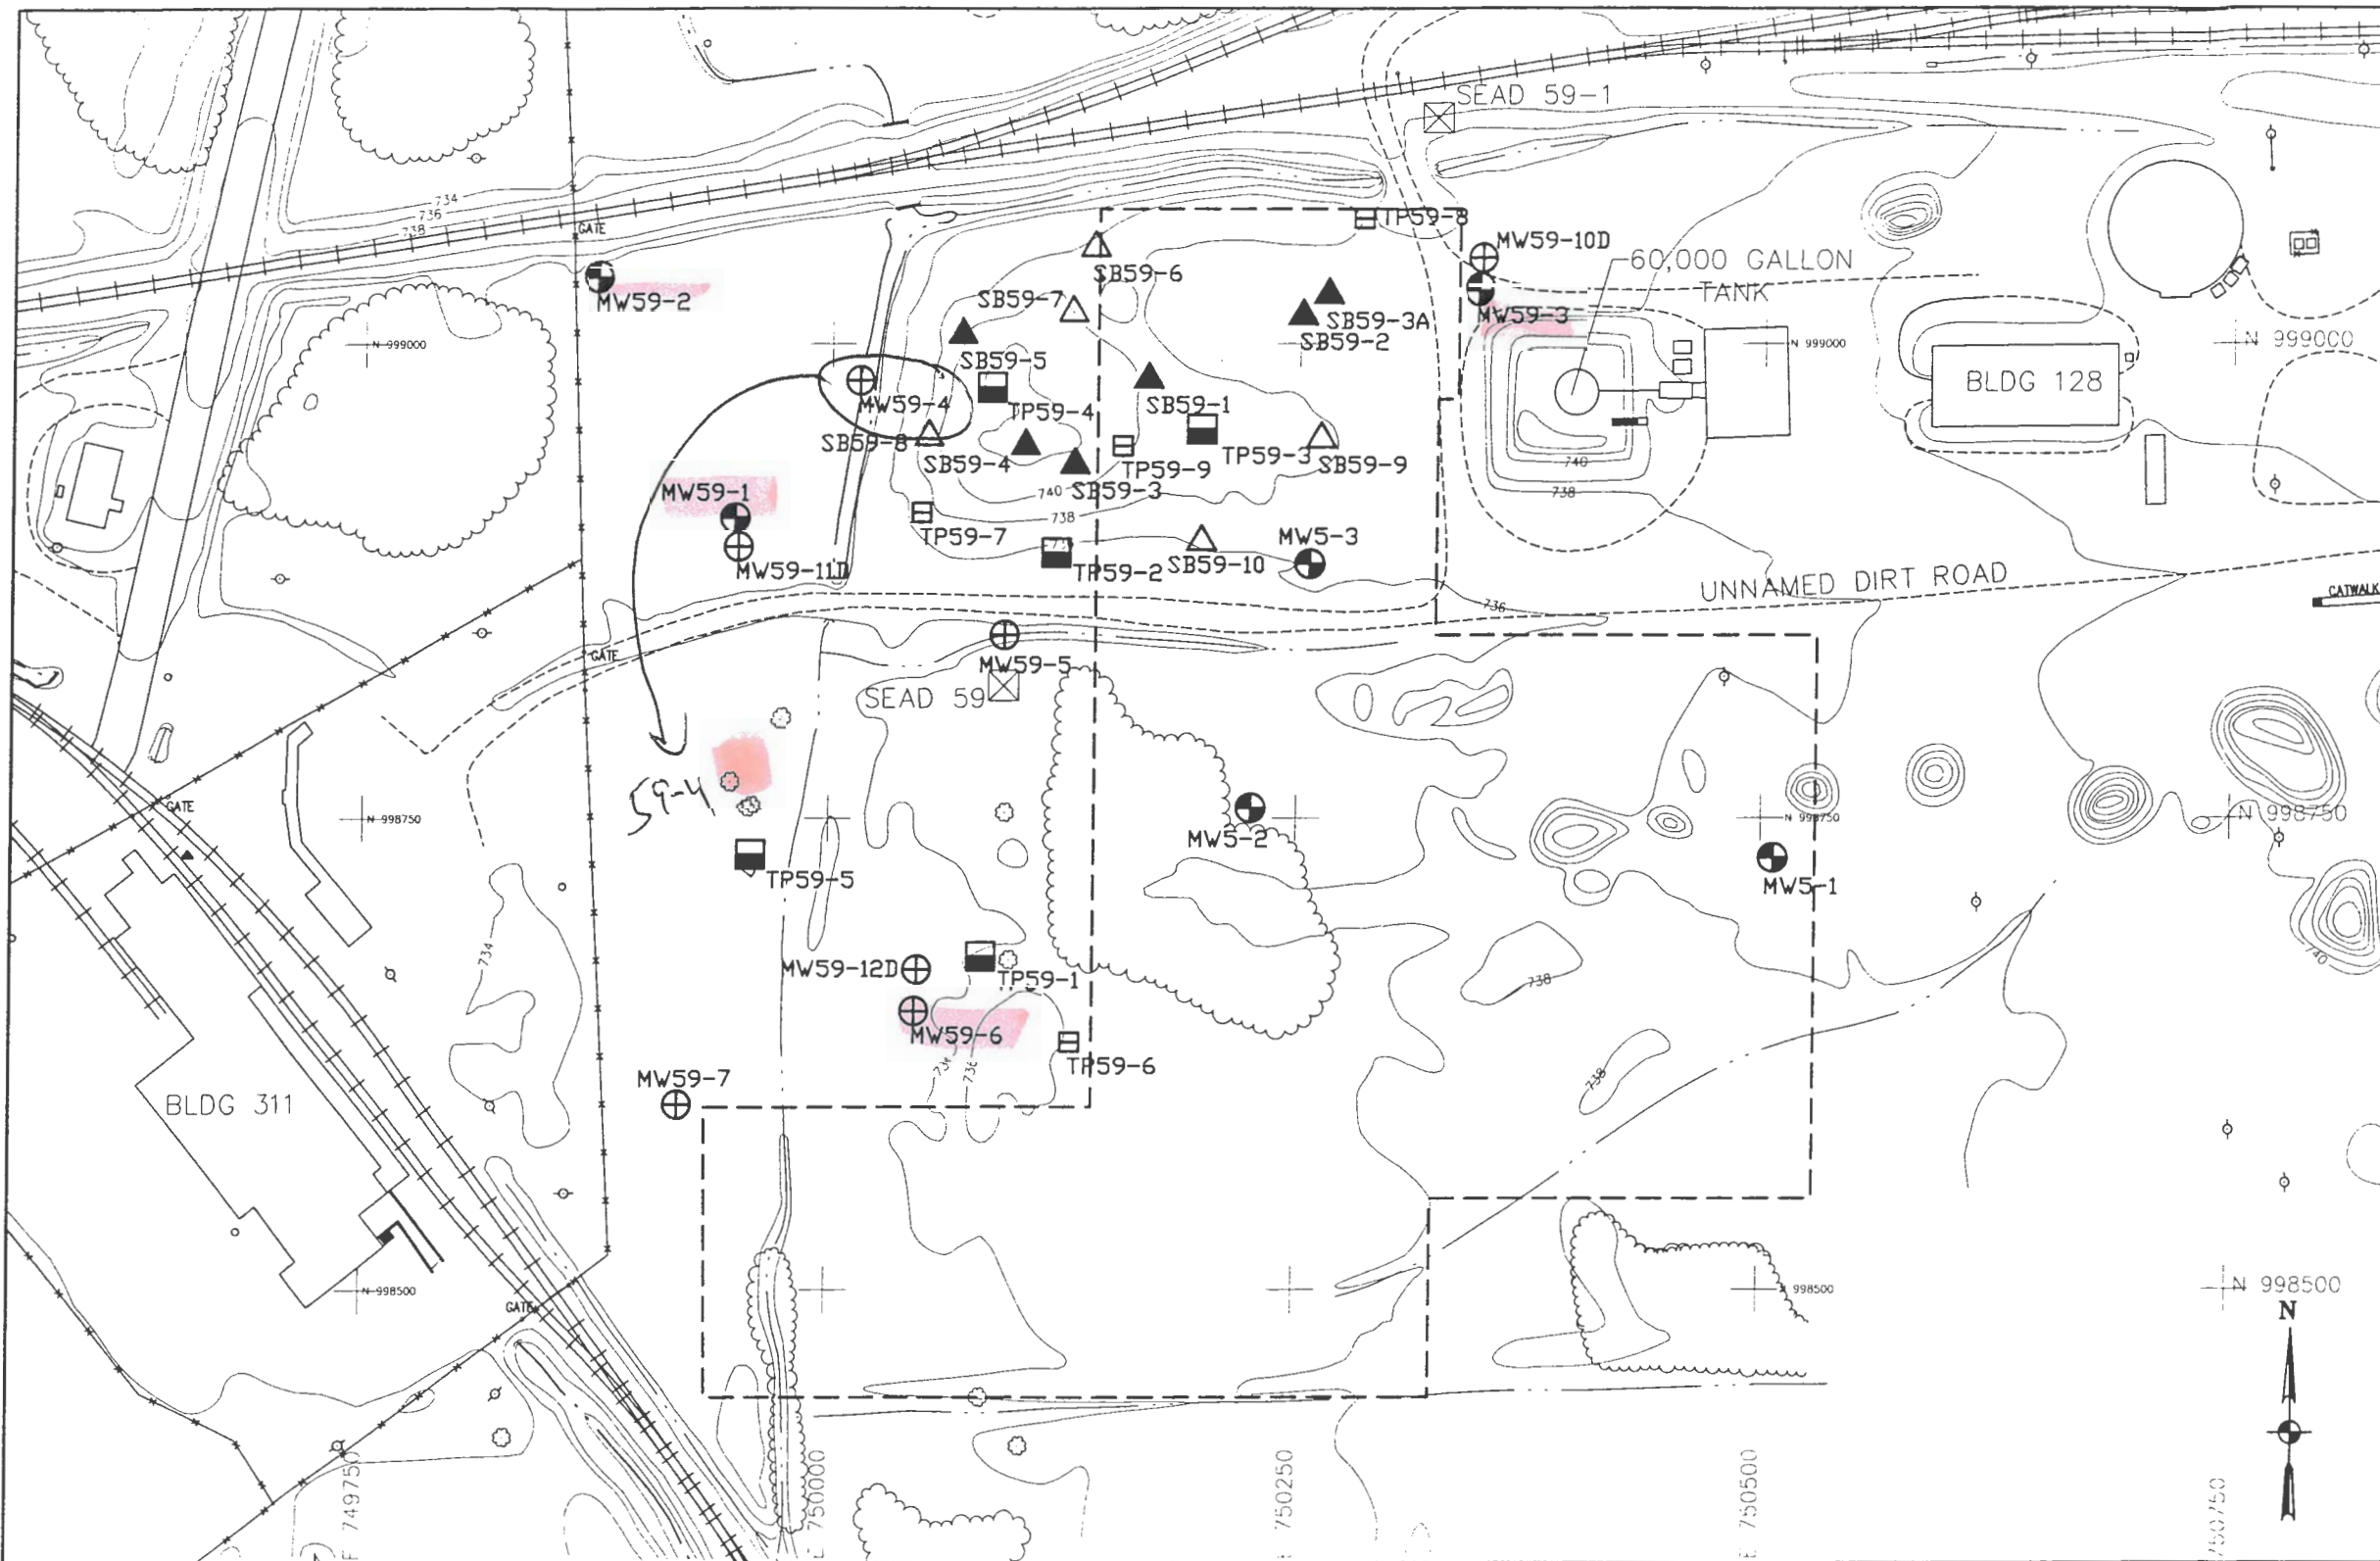 SEAD 59-1
734
736
738
GATE
TP59-8
MW59-10D
60,000 GALLON
TANK
MW59-2
SB59-6
SB59-7
SB59-3A
SB59-2
MW59-3
N 999000
N 999000
N 999000
SB59-5
BLDG 128
MW59-4
TP59-4
SB59-1
SB59-8
SB59-4
TP59-9
TP59-3
SB59-9
740
738
MW59-1
740
SB59-3
738
TP59-7
MW5-3
MW59-11D
TP59-2
SB59-10
UNNAMED DIRT ROAD
CATWALK
736
GATE
MW59-5
SEAD 59
59-4
GATE
N 998750
N 998750
N 998750
MW5-2
TP59-5
MW5-1
734
MW59-12D
TP59-1
738
740
MW59-6
TP59-6
736
738
MW59-7
BLDG 311
N 998500
N 998500
N 998500
GATE
N
E 750000
750250
E 750500
750750
749750